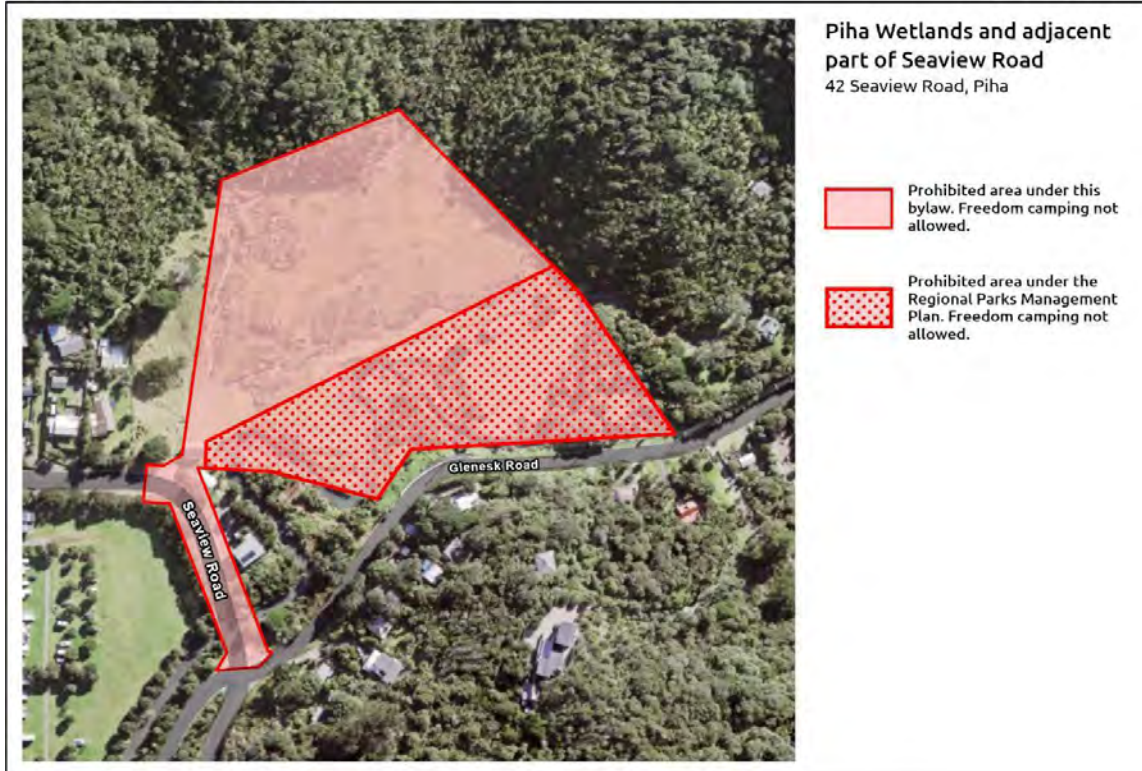 Piha Wetlands and adjacent
part of Seaview Road
42 Seaview Road, Piha
Prohibited area under this
bylaw. Freedom camping not
allowed.
Prohibited area under the
Regional Parks Management
Plan. Freedom camping not
allowed.
Glenesk Road
Seaview Road